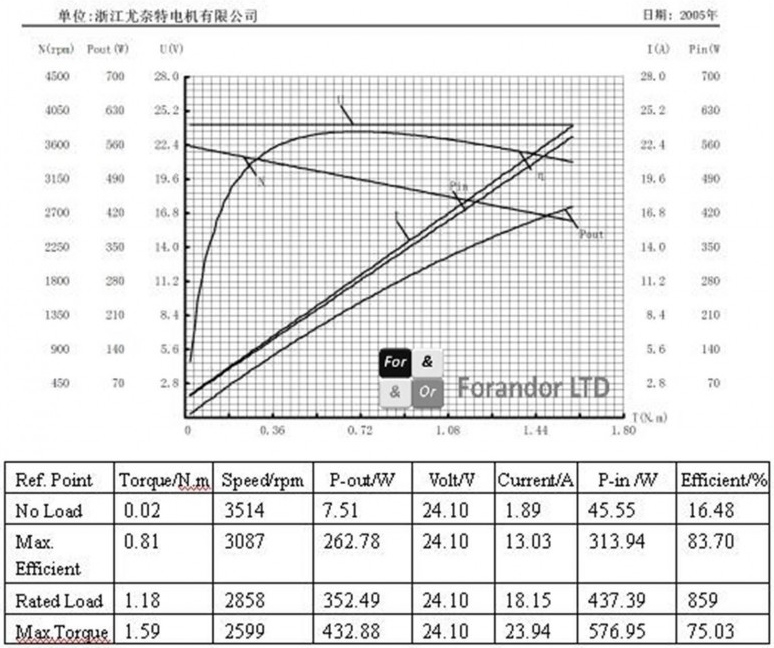 单位:浙江尤奈特电机有限公司 日期: 2005年
N(rpm) Pout(W) U(V) I(A) Pin(W
4500 700 28.0 28.0 700
4050 630 25.2 25.2 630
3600 560 22.4 22.4 560
3150 490 19.6 19.6 490
2700 420 16.8 16.8 420
2250 350 14.0 14.0 350
1800 280 11.2 11.2 280
1350 210 8.4 8.4 210
900 140 5.6 5.6 140
450 70 2.8 2.8 70
N
Pin
I
η
Pout
For &
& Or
Forandor LTD
T(N.m)
0 0.36 0.72 1.08 1.44 1.80
Ref. Point Torque/N.m Speed/rpm P-out/W Volt/V Current/A P-in /W Efficient/%
No Load 0.02 3514 7.51 24.10 1.89 45.55 16.48
Max. 0.81 3087 262.78 24.10 13.03 313.94 83.70
Efficient
Rated Load 1.18 2858 352.49 24.10 18.15 437.39 859
Max.Torque 1.59 2599 432.88 24.10 23.94 576.95 75.03